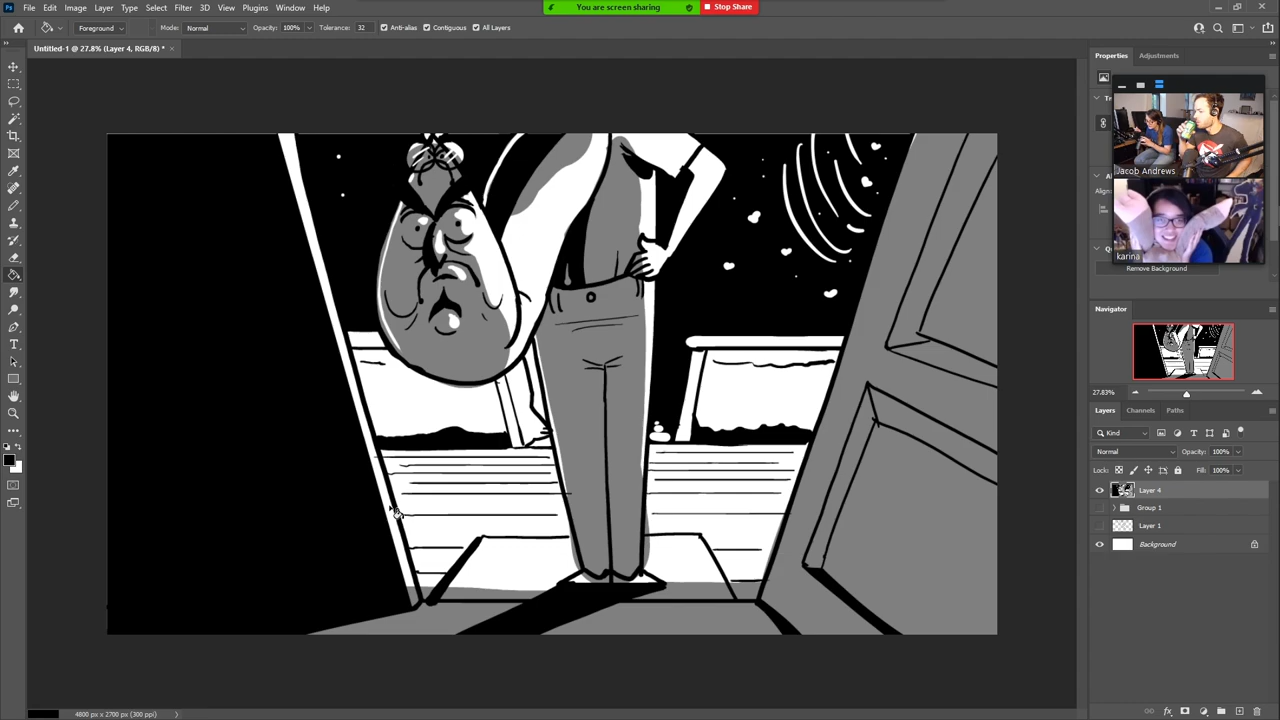 File Edit Image Layer Type Select Filter 3D View Plugins Window Help
You are screen sharing Stop Share
Foreground Mode: Normal Opacity: 100% Tolerance: 32 Anti-alias Contiguous All Layers
Untitled-1 @ 27.8% (Layer 4, RGB/8) *
Properties Adjustments
Jacob Andrews
karina
Remove Background
Navigator
27.83%
Layers Channels Paths
Kind
Normal Opacity: 100%
Lock: Fill: 100%
Layer 4
Group 1
Layer 1
Background
4800 px x 2700 px (300 ppi)